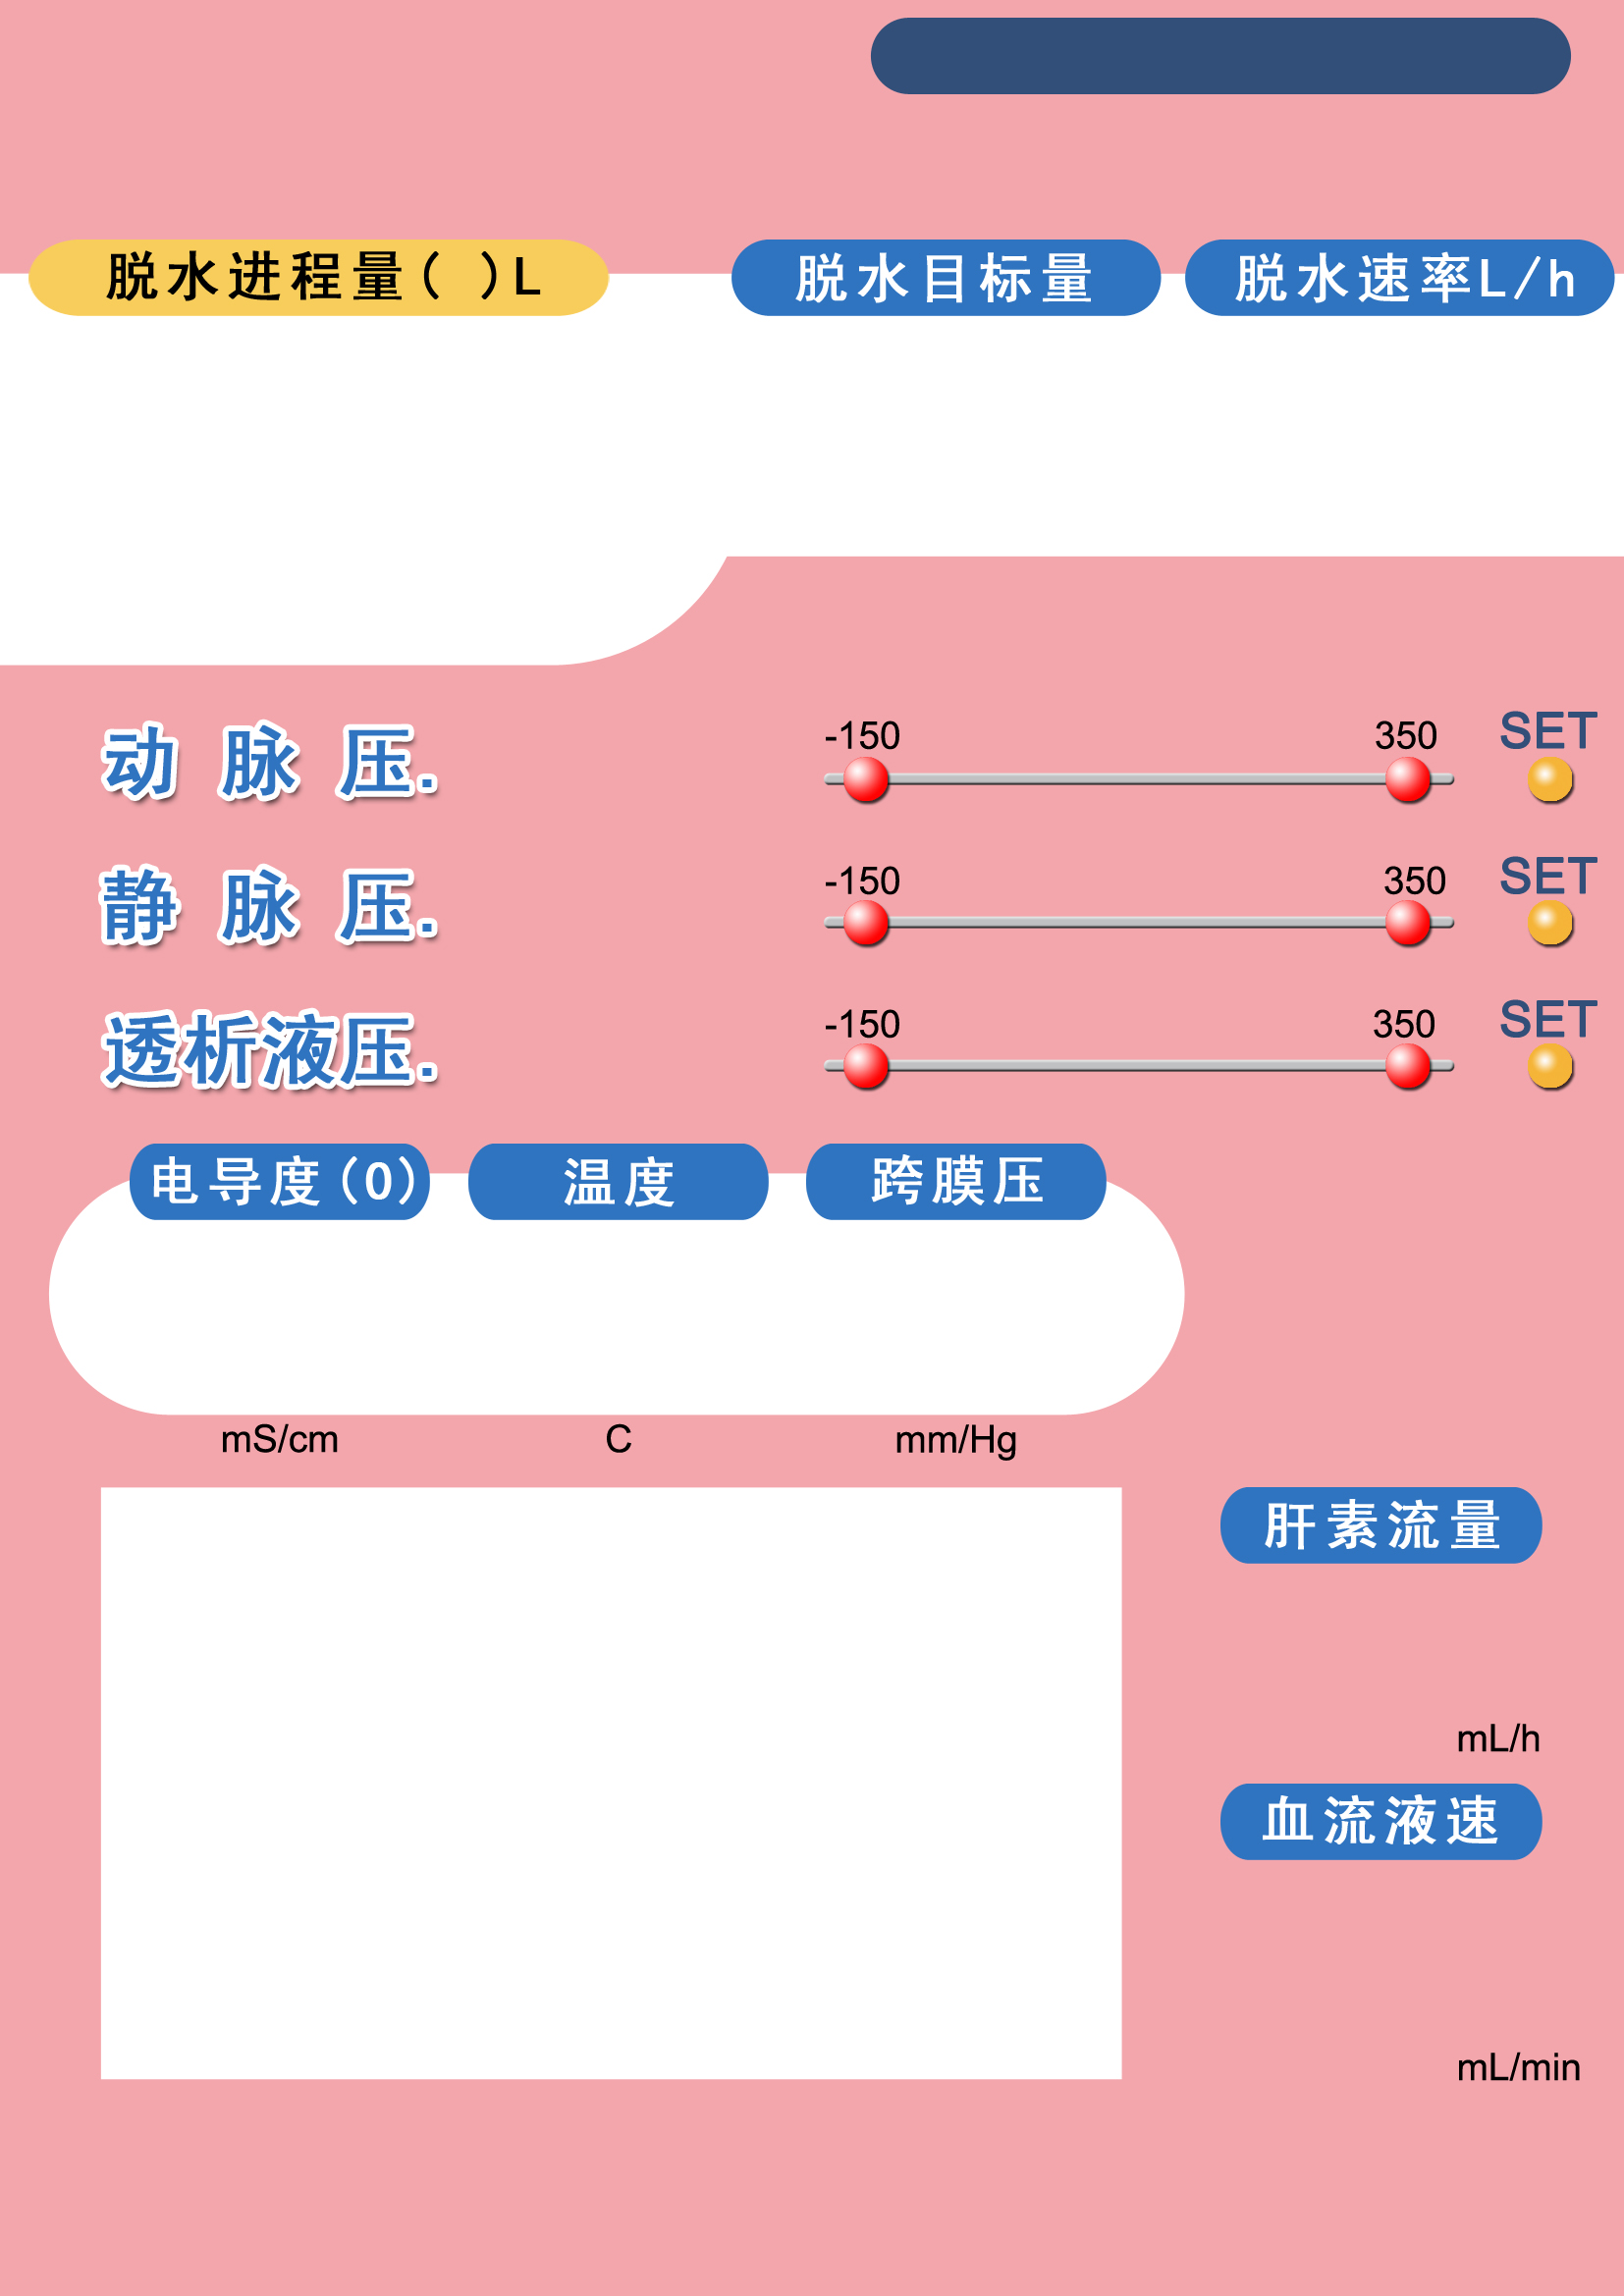 脱水进程量( )L 脱水目标量 脱水速率L/h
动 脉 压. -150 350 SET
静 脉 压. -150 350 SET
透析液压. -150 350 SET
电导度(0) 温度 跨膜压
mS/cm C mm/Hg
肝素流量
mL/h
血流液速
mL/min